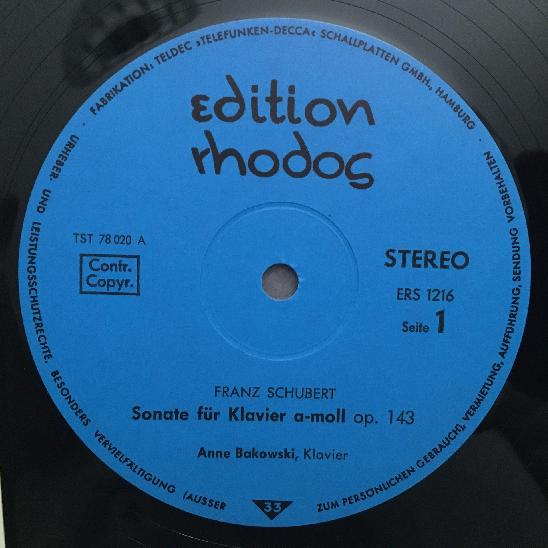 FABRIKATION: TELDEC »TELEFUNKEN-DECCA« SCHALLPLATTEN GMBH., HAMBURG ·
edition
rhodos
TST 78 020 A
Contr.
Copyr.
STEREO
ERS 1216
Seite 1
FRANZ SCHUBERT
Sonate für Klavier a-moll op. 143
Anne Bakowski, Klavier
33
URHEBER- UND LEISTUNGSSCHUTZRECHTE, BESONDERS VERVIELFÄLTIGUNG (AUSSER ZUM PERSÖNLICHEN GEBRAUCH), VERMIETUNG, AUFFÜHRUNG, SENDUNG VORBEHALTEN ·